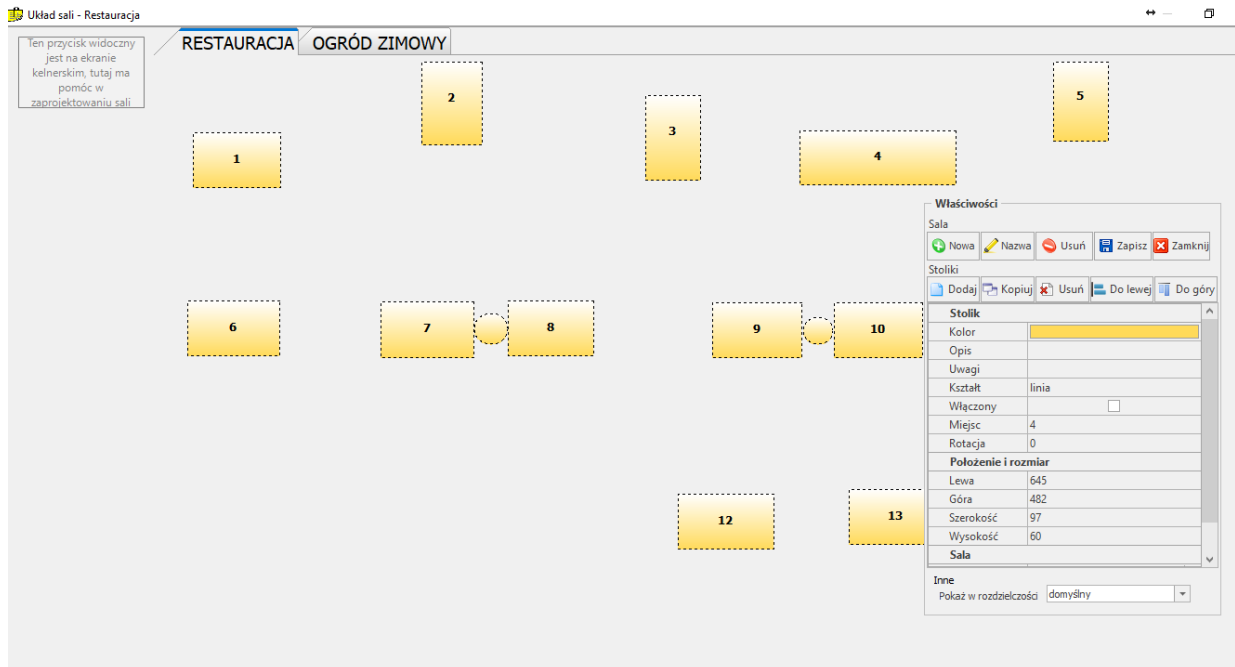 Układ sali - Restauracja
Ten przycisk widoczny
jest na ekranie
kelnerskim, tutaj ma
pomóc w
zaprojektowaniu sali
RESTAURACJA
OGRÓD ZIMOWY
1
2
3
4
5
6
7
8
9
10
12
13
Właściwości
Sala
Nowa
Nazwa
Usuń
Zapisz
Zamknij
Stoliki
Dodaj
Kopiuj
Usuń
Do lewej
Do góry
Stolik
Kolor
Opis
Uwagi
Kształt linia
Włączony
Miejsc 4
Rotacja 0
Położenie i rozmiar
Lewa 645
Góra 482
Szerokość 97
Wysokość 60
Sala
Inne
Pokaż w rozdzielczości domyślny